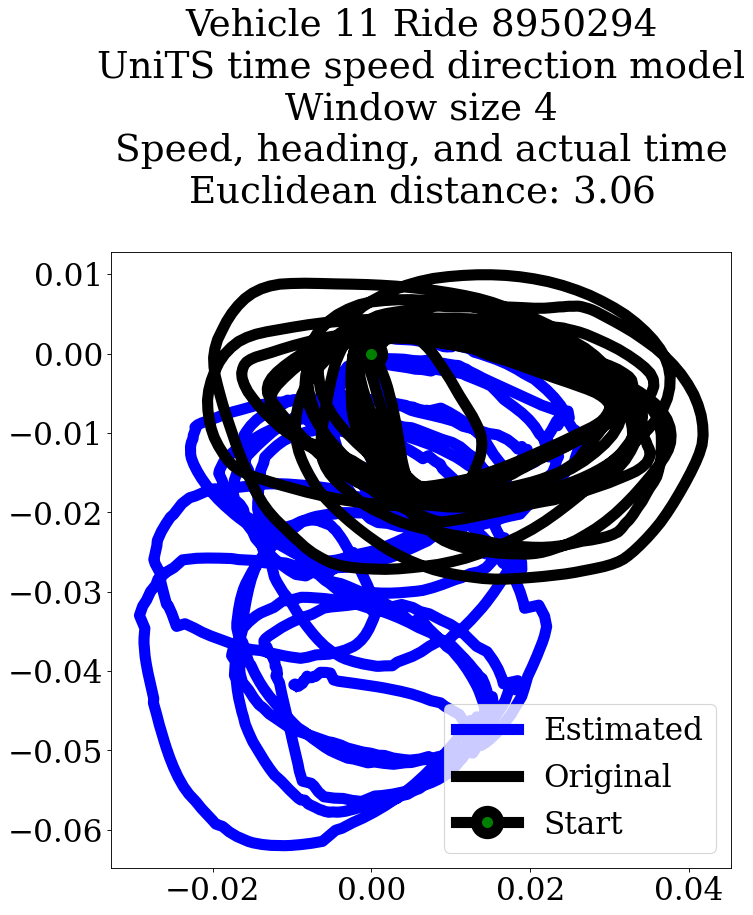 Vehicle 11 Ride 8950294
UniTS time speed direction model
Window size 4
Speed, heading, and actual time
Euclidean distance: 3.06
0.01
0.00
−0.01
−0.02
−0.03
−0.04
−0.05
−0.06
Estimated
Original
Start
−0.02 0.00 0.02 0.04